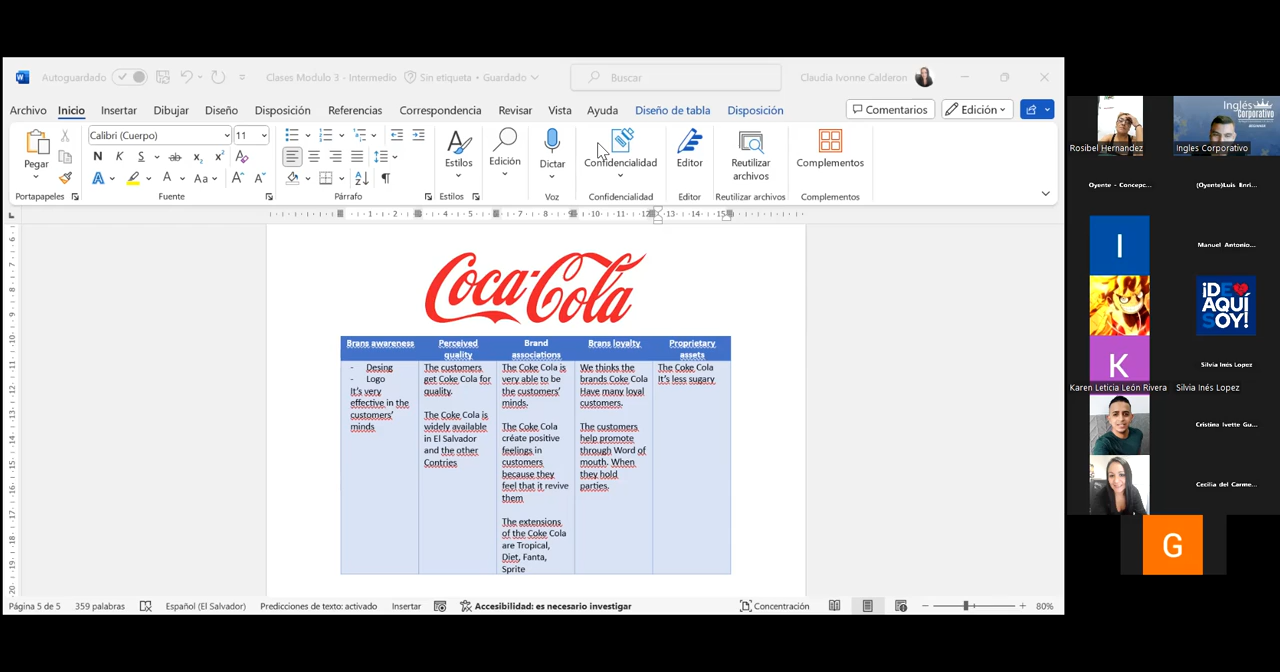 Autoguardado
Clases Modulo 3 - Intermedio
Sin etiqueta • Guardado
Buscar
Claudia Ivonne Calderon
Archivo
Inicio
Insertar
Dibujar
Diseño
Disposición
Referencias
Correspondencia
Revisar
Vista
Ayuda
Diseño de tabla
Disposición
Comentarios
Edición
Pegar
Calibri (Cuerpo)
11
N K S ab x₂ x²
A A Aa A A
Estilos
Edición
Dictar
Confidencialidad
Editor
Reutilizar
archivos
Complementos
Portapapeles
Fuente
Párrafo
Estilos
Voz
Confidencialidad
Editor
Reutilizar archivos
Complementos
Coca-Cola
Brans awareness
- Desing
- Logo
It's very
effective in the
customers'
minds
Perceived
quality
The customers
get Coke Cola for
quality.
The Coke Cola is
widely available
in El Salvador
and the other
Contries
Brand
associations
The Coke Cola is
very able to be
the customers'
minds.
The Coke Cola
créate positive
feelings in
customers
because they
feel that it revive
them
The extensions
of the Coke Cola
are Tropical,
Diet, Fanta,
Sprite
Brans loyalty
We thinks the
brands Coke Cola
Have many loyal
customers.
The customers
help promote
through Word of
mouth. When
they hold
parties.
Proprietary
assets
The Coke Cola
It's less sugary
Página 5 de 5
359 palabras
Español (El Salvador)
Predicciones de texto: activado
Insertar
Accesibilidad: es necesario investigar
Concentración
80%
Rosibel Hernandez
Inglés
Corporativo
Ingles Corporativo
Oyente - Concepc...
(Oyente)Luis Enri...
I
Manuel Antonio...
¡DE
AQUÍ
SOY!
K
Karen Leticia León Rivera
Silvia Inés Lopez
Silvia Inés Lopez
Cristina Ivette Gu...
Cecilia del Carme...
G